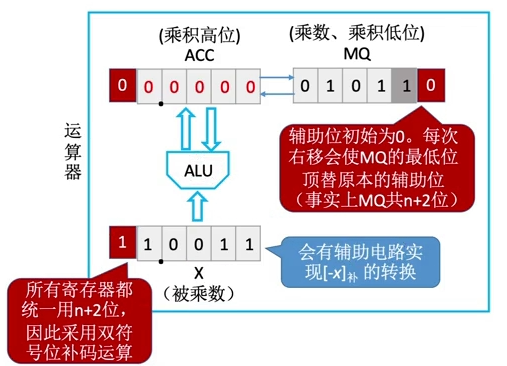 (乘积高位)
ACC
(乘数、乘积低位)
MQ
0 0 0 0 0 0
0 1 0 1 1 0
运算器
ALU
辅助位初始为0。每次
右移会使MQ的最低位
顶替原本的辅助位
（事实上MQ共n+2位）
1 1 0 0 1 1
X
（被乘数）
会有辅助电路实
现[-x]补 的转换
所有寄存器都
统一用n+2位，
因此采用双符
号位补码运算